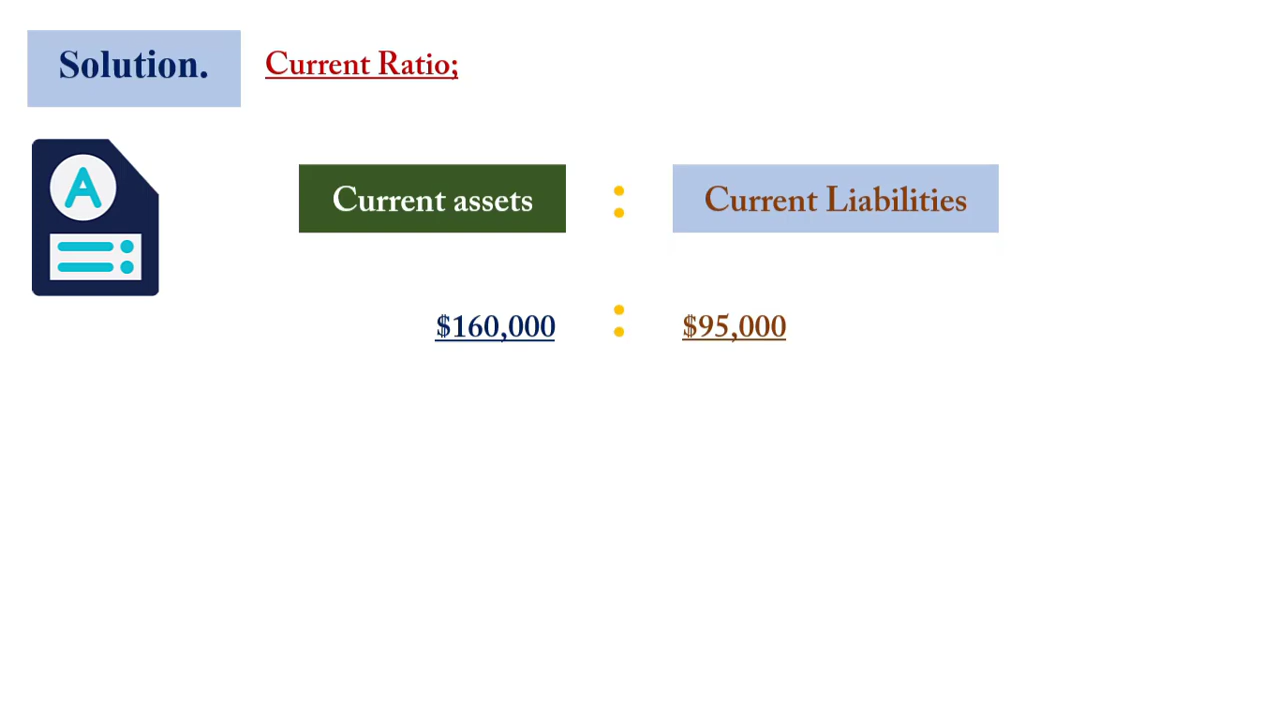 Solution. Current Ratio;
A
Current assets : Current Liabilities
$160,000 : $95,000